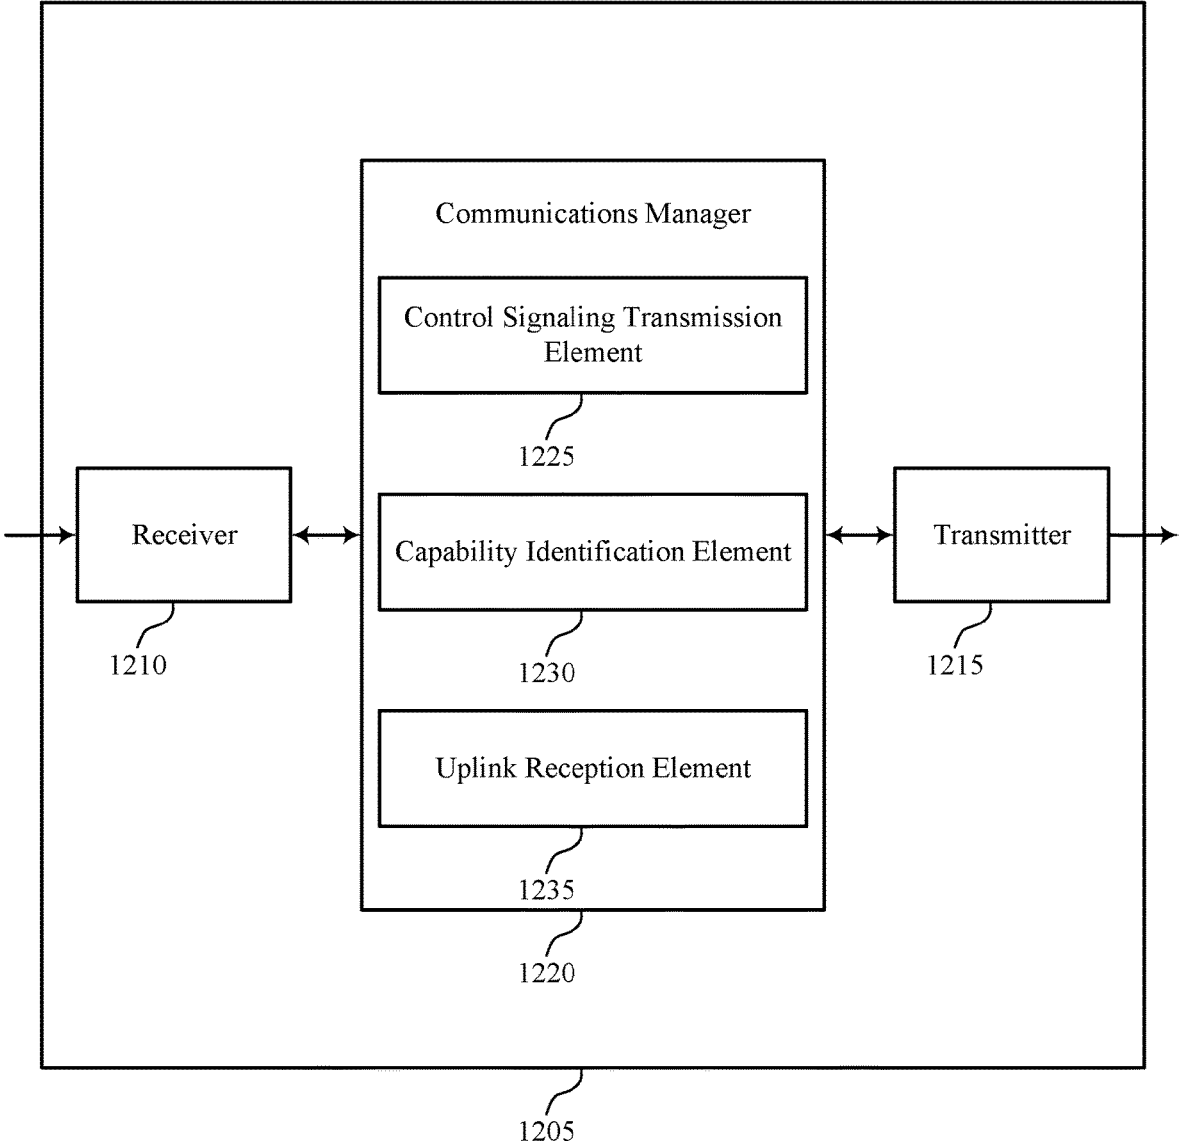 Communications Manager
Control Signaling Transmission
Element
1225
Receiver
1210
Capability Identification Element
1230
Transmitter
1215
Uplink Reception Element
1235
1220
1205